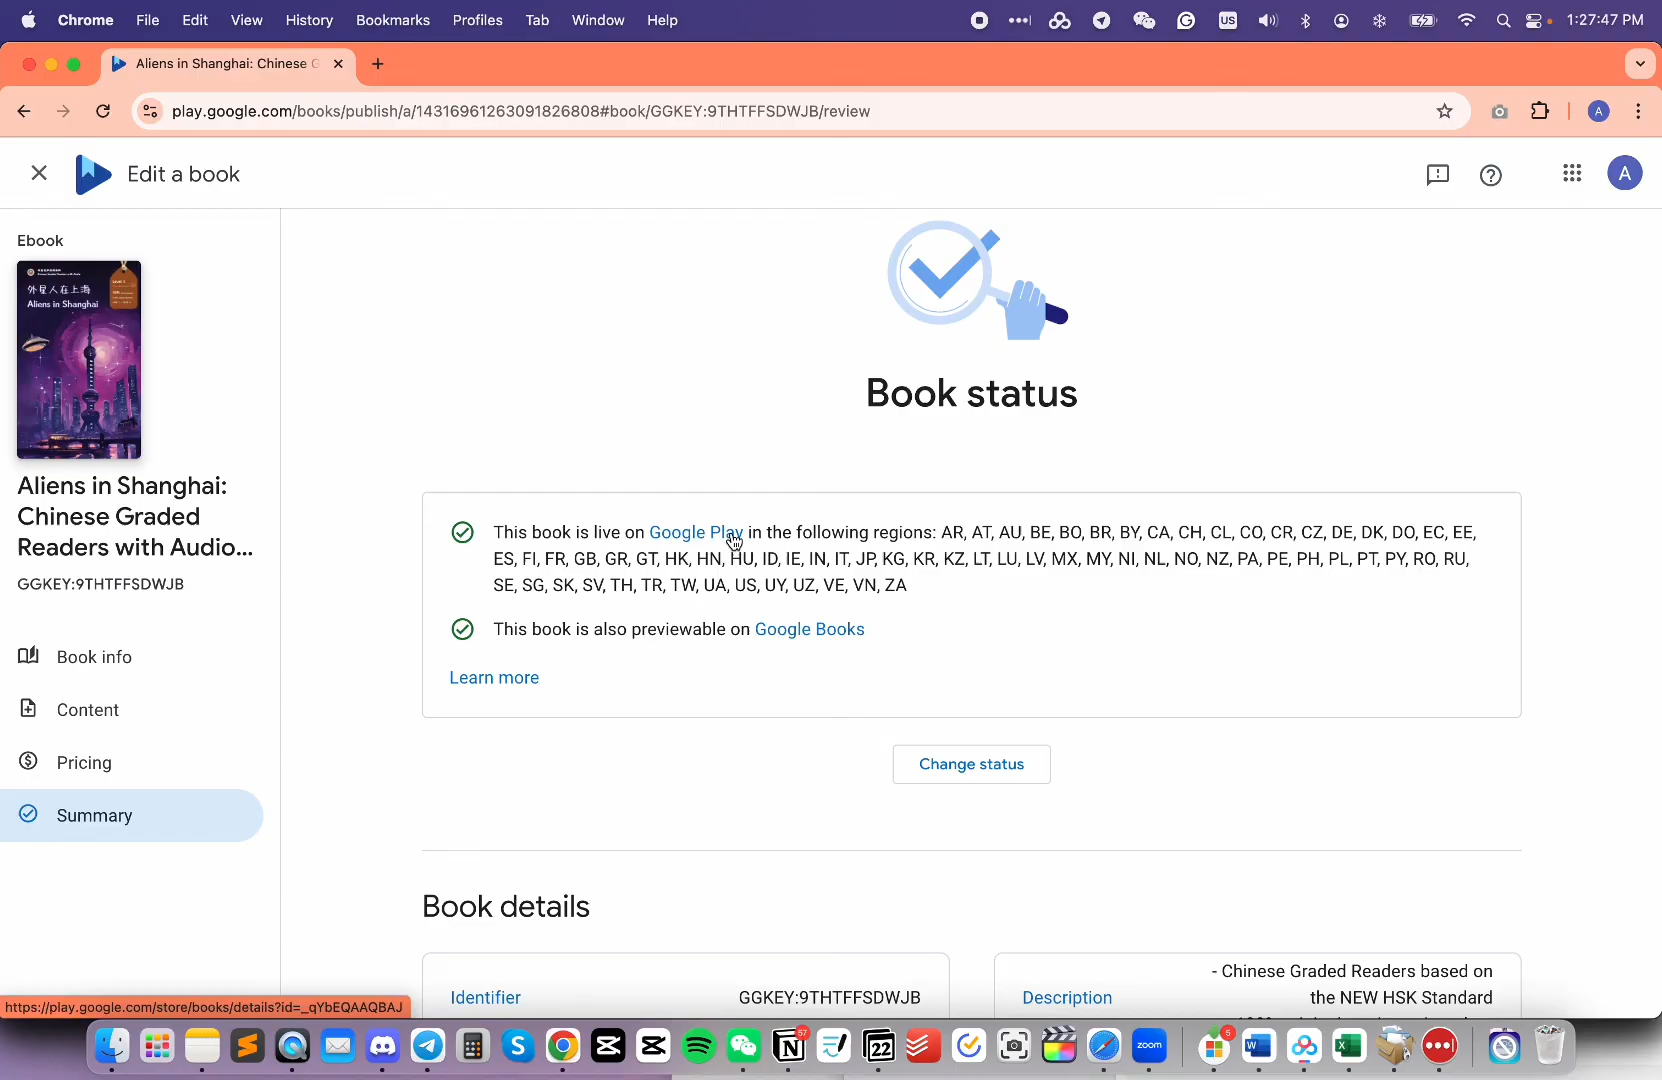 Chrome File Edit View History Bookmarks Profiles Tab Window Help US 1:27:47 PM
Aliens in Shanghai: Chinese G
play.google.com/books/publish/a/14316961263091826808#book/GGKEY:9THTFFSDWJB/review A
Edit a book A
Ebook
外星人在上海
Aliens in Shanghai
Aliens in Shanghai:
Chinese Graded
Readers with Audio...
GGKEY:9THTFFSDWJB
Book info
Content
Pricing
Summary
Book status
This book is live on Google Play in the following regions: AR, AT, AU, BE, BO, BR, BY, CA, CH, CL, CO, CR, CZ, DE, DK, DO, EC, EE,
ES, FI, FR, GB, GR, GT, HK, HN, HU, ID, IE, IN, IT, JP, KG, KR, KZ, LT, LU, LV, MX, MY, NI, NL, NO, NZ, PA, PE, PH, PL, PT, PY, RO, RU,
SE, SG, SK, SV, TH, TR, TW, UA, US, UY, UZ, VE, VN, ZA
This book is also previewable on Google Books
Learn more
Change status
Book details
Identifier GGKEY:9THTFFSDWJB
- Chinese Graded Readers based on
Description the NEW HSK Standard
https://play.google.com/store/books/details?id=_qYbEQAAQBAJ
57
22
zoom
5